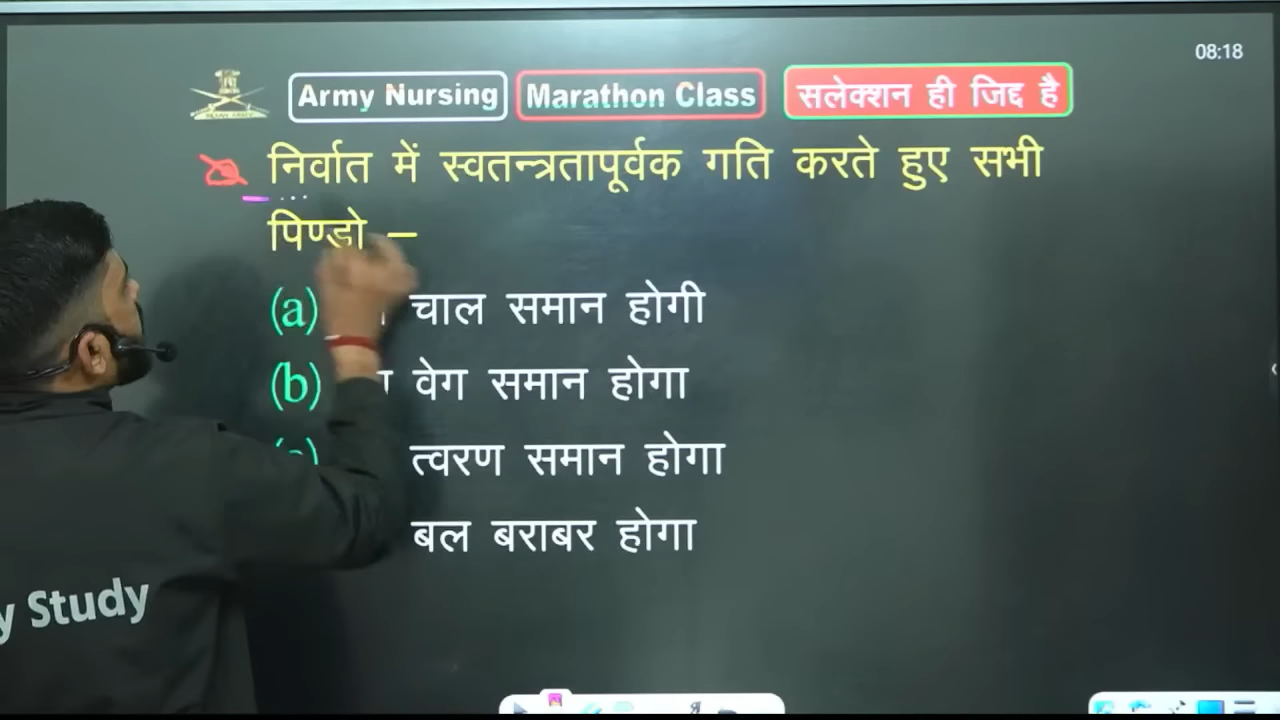 08:18
Army Nursing Marathon Class सलेक्शन ही जिद्द है
निर्वात में स्वतन्त्रतापूर्वक गति करते हुए सभी
पिण्डो –
(a) चाल समान होगी
(b) वेग समान होगा
त्वरण समान होगा
बल बराबर होगा
Study